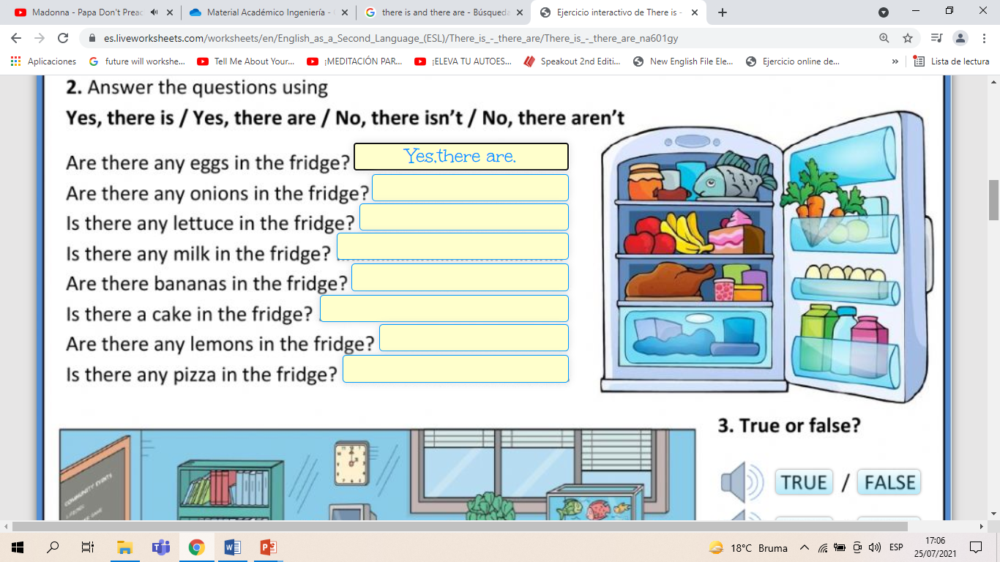 Madonna - Papa Don't Preac
Material Académico Ingeniería -
there is and there are - Búsqueda
Ejercicio interactivo de There is -
es.liveworksheets.com/worksheets/en/English_as_a_Second_Language_(ESL)/There_is_-_there_are/There_is_-_there_are_na601gy
Aplicaciones
future will workshe...
Tell Me About Your...
¡MEDITACIÓN PAR...
¡ELEVA TU AUTOES...
Speakout 2nd Editi...
New English File Ele...
Ejercicio online de...
»
Lista de lectura
2. Answer the questions using
Yes, there is / Yes, there are / No, there isn't / No, there aren't
Are there any eggs in the fridge? Yes,there are.
Are there any onions in the fridge?
Is there any lettuce in the fridge?
Is there any milk in the fridge?
Are there bananas in the fridge?
Is there a cake in the fridge?
Are there any lemons in the fridge?
Is there any pizza in the fridge?
3. True or false?
TRUE / FALSE
COMMUNITY EVENTS
18°C Bruma
ESP
17:06
25/07/2021